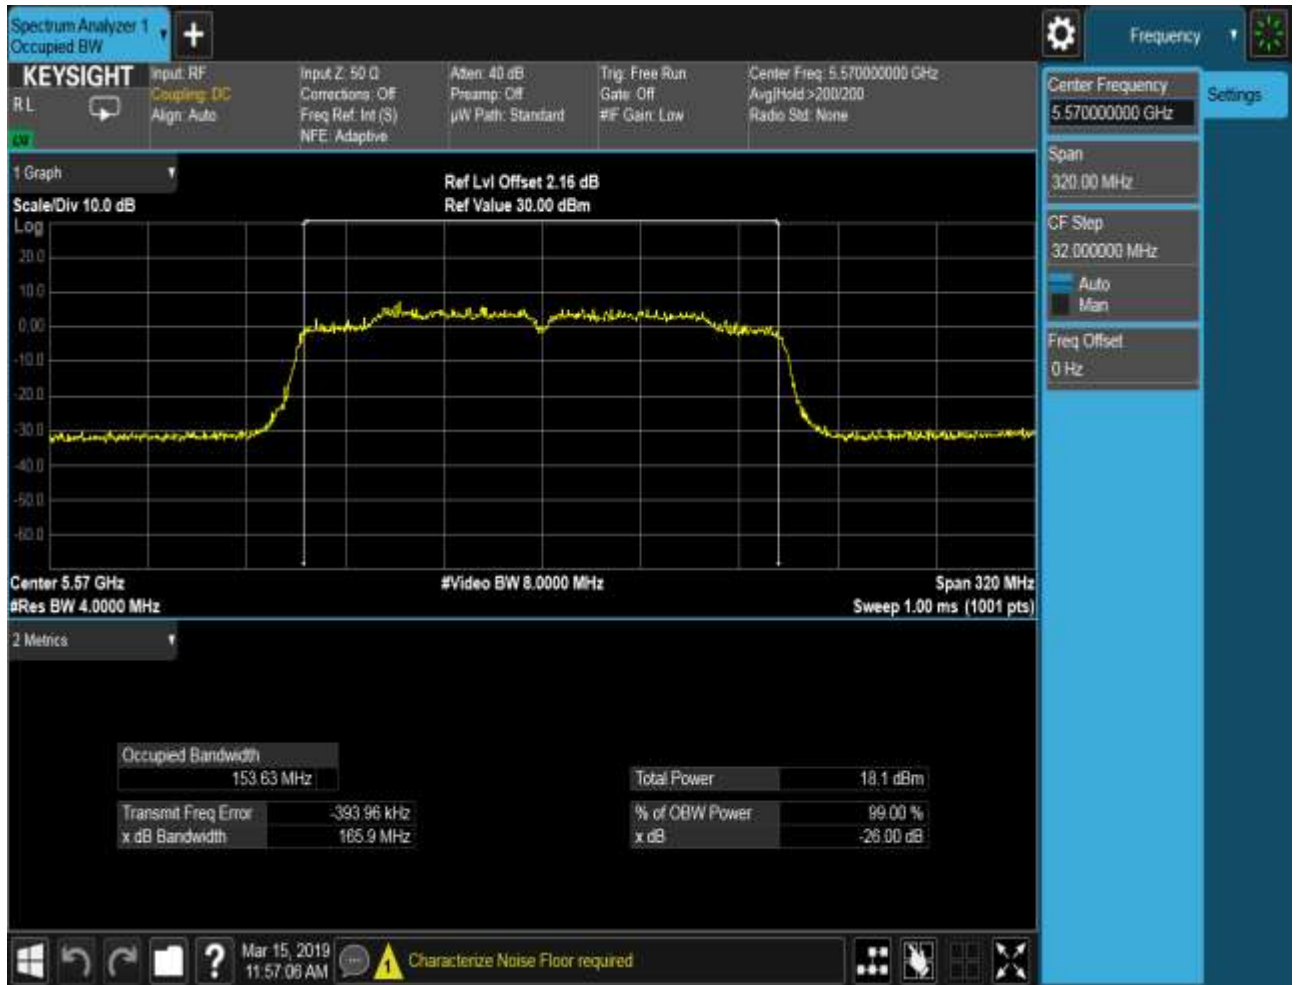 Spectrum Analyzer 1
Occupied BW
Frequency
KEYSIGHT
R L
Input: RF
Coupling: DC
Align: Auto
Input Z: 50 Ω
Corrections: Off
Freq Ref: Int (S)
NFE: Adaptive
Atten: 40 dB
Preamp: Off
µW Path: Standard
Trig: Free Run
Gate: Off
#IF Gain: Low
Center Freq: 5.570000000 GHz
Avg|Hold:>200/200
Radio Std: None
Center Frequency
5.570000000 GHz
Settings
Span
320.00 MHz
CF Step
32.000000 MHz
Auto
Man
Freq Offset
0 Hz
1 Graph
Scale/Div 10.0 dB
Ref Lvl Offset 2.16 dB
Ref Value 30.00 dBm
Log
20.0
10.0
0.00
-10.0
-20.0
-30.0
-40.0
-50.0
-60.0
Center 5.57 GHz
#Video BW 8.0000 MHz
Span 320 MHz
#Res BW 4.0000 MHz
Sweep 1.00 ms (1001 pts)
2 Metrics
Occupied Bandwidth
153.63 MHz
Total Power 18.1 dBm
Transmit Freq Error -393.96 kHz
% of OBW Power 99.00 %
x dB Bandwidth 165.9 MHz
x dB -26.00 dB
?
Mar 15, 2019
11:57:06 AM
1
Characterize Noise Floor required